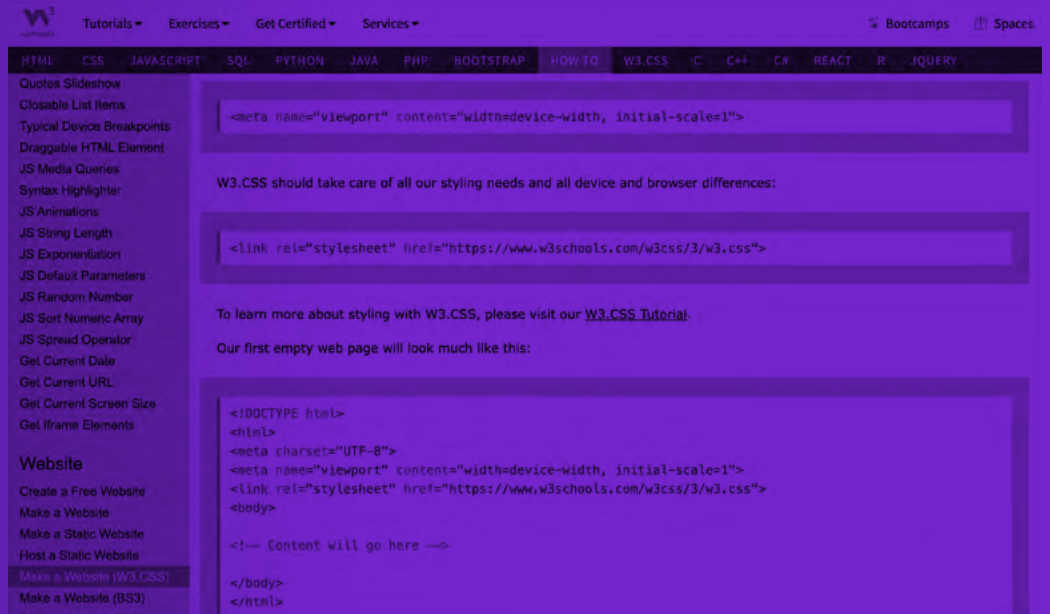 Tutorials Exercises Get Certified Services Bootcamps Spaces
HTML CSS JAVASCRIPT SQL PYTHON JAVA PHP BOOTSTRAP HOW TO W3.CSS C C++ C# REACT R JQUERY
Quotes Slideshow
Closable List Items
Typical Device Breakpoints
Draggable HTML Element
JS Media Queries
Syntax Highlighter
JS Animations
JS String Length
JS Exponentiation
JS Default Parameters
JS Random Number
JS Sort Numeric Array
JS Spread Operator
Get Current Date
Get Current URL
Get Current Screen Size
Get Iframe Elements
Website
Create a Free Website
Make a Website
Make a Static Website
Host a Static Website
Make a Website (W3.CSS)
Make a Website (BS3)
<meta name="viewport" content="width=device-width, initial-scale=1">
W3.CSS should take care of all our styling needs and all device and browser differences:
<link rel="stylesheet" href="https://www.w3schools.com/w3css/3/w3.css">
To learn more about styling with W3.CSS, please visit our W3.CSS Tutorial.
Our first empty web page will look much like this:
<!DOCTYPE html>
<html>
<meta charset="UTF-8">
<meta name="viewport" content="width=device-width, initial-scale=1">
<link rel="stylesheet" href="https://www.w3schools.com/w3css/3/w3.css">
<body>
<!-- Content will go here -->
</body>
</html>